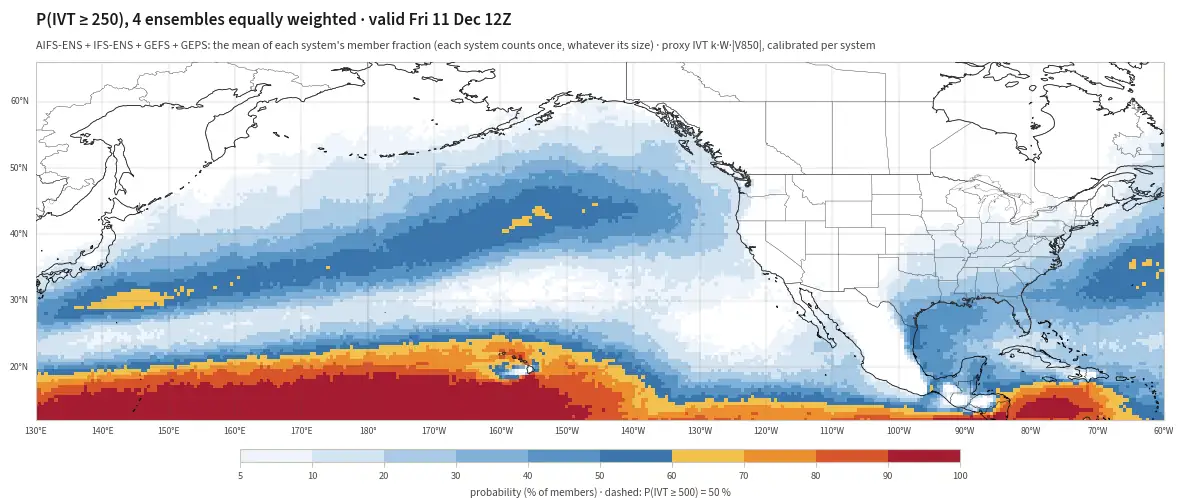 P(IVT ≥ 250), 4 ensembles equally weighted · valid Fri 11 Dec 12Z
AIFS-ENS + IFS-ENS + GEFS + GEPS: the mean of each system's member fraction (each system counts once, whatever its size) · proxy IVT k·W·|V850|, calibrated per system
60°N
50°N
40°N
30°N
20°N
130°E 140°E 150°E 160°E 170°E 180° 170°W 160°W 150°W 140°W 130°W 120°W 110°W 100°W 90°W 80°W 70°W 60°W
5 10 20 30 40 50 60 70 80 90 100
probability (% of members) · dashed: P(IVT ≥ 500) = 50 %